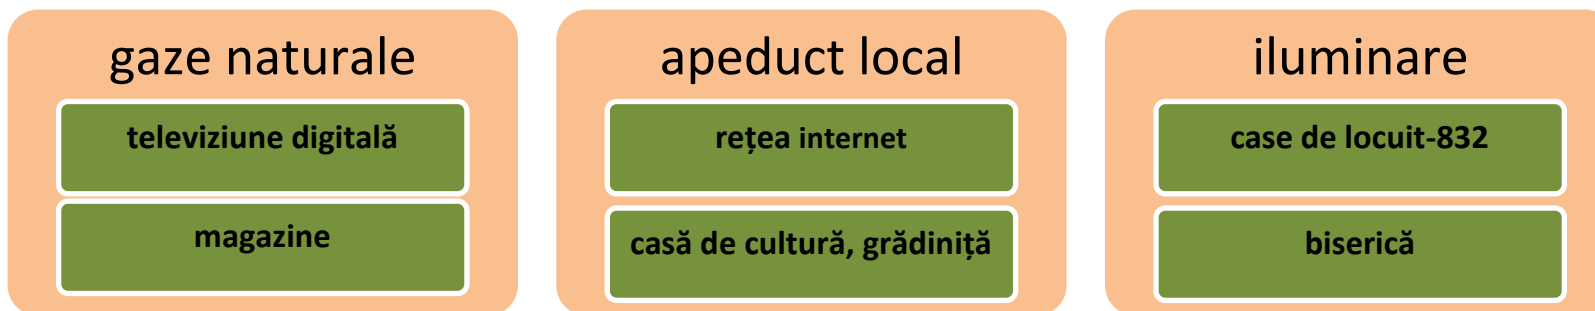 gaze naturale
televiziune digitală
magazine
apeduct local
rețea internet
casă de cultură, grădiniță
iluminare
case de locuit-832
biserică